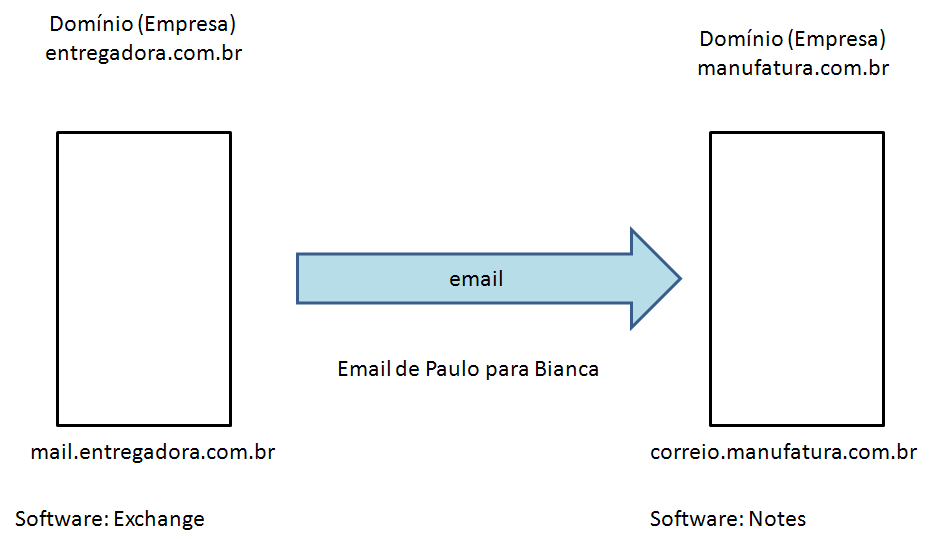 Domínio (Empresa)
entregadora.com.br
Domínio (Empresa)
manufatura.com.br
email
Email de Paulo para Bianca
mail.entregadora.com.br
correio.manufatura.com.br
Software: Exchange
Software: Notes